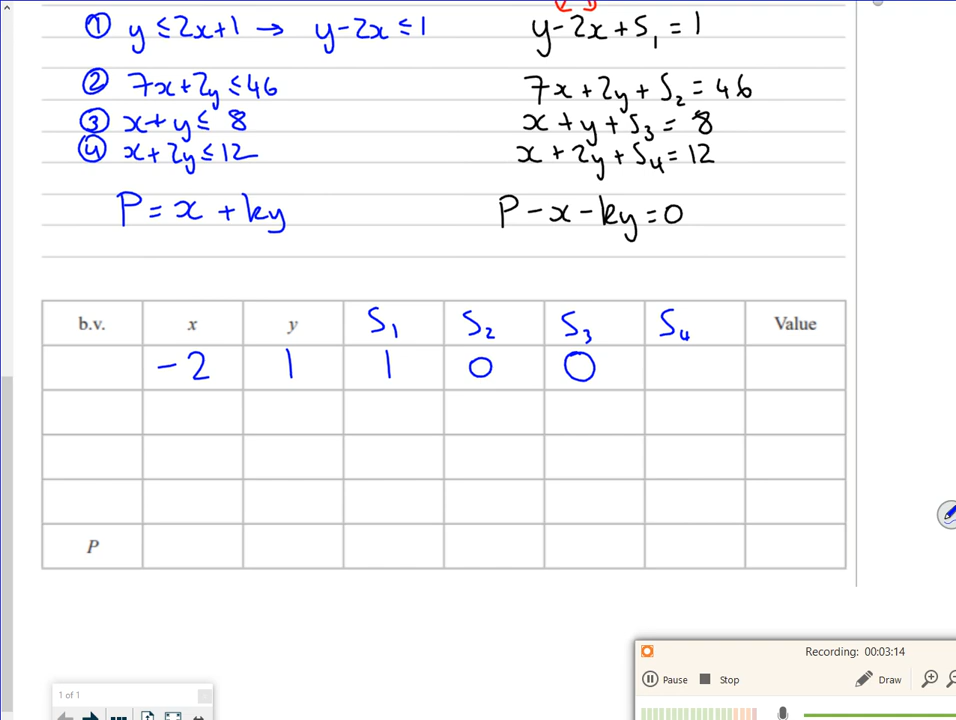 ① y ≤ 2x+1 → y-2x ≤ 1 y-2x+S₁ = 1
② 7x+2y ≤ 46 7x+2y+S₂ = 46
③ x+y ≤ 8 x+y+S₃ = 8
④ x+2y ≤ 12 x+2y+S₄ = 12
P = x + ky P-x-ky = 0
b.v. x y S₁ S₂ S₃ S₄ Value
-2 1 1 0 0
P
Recording: 00:03:14
Pause Stop Draw
1 of 1